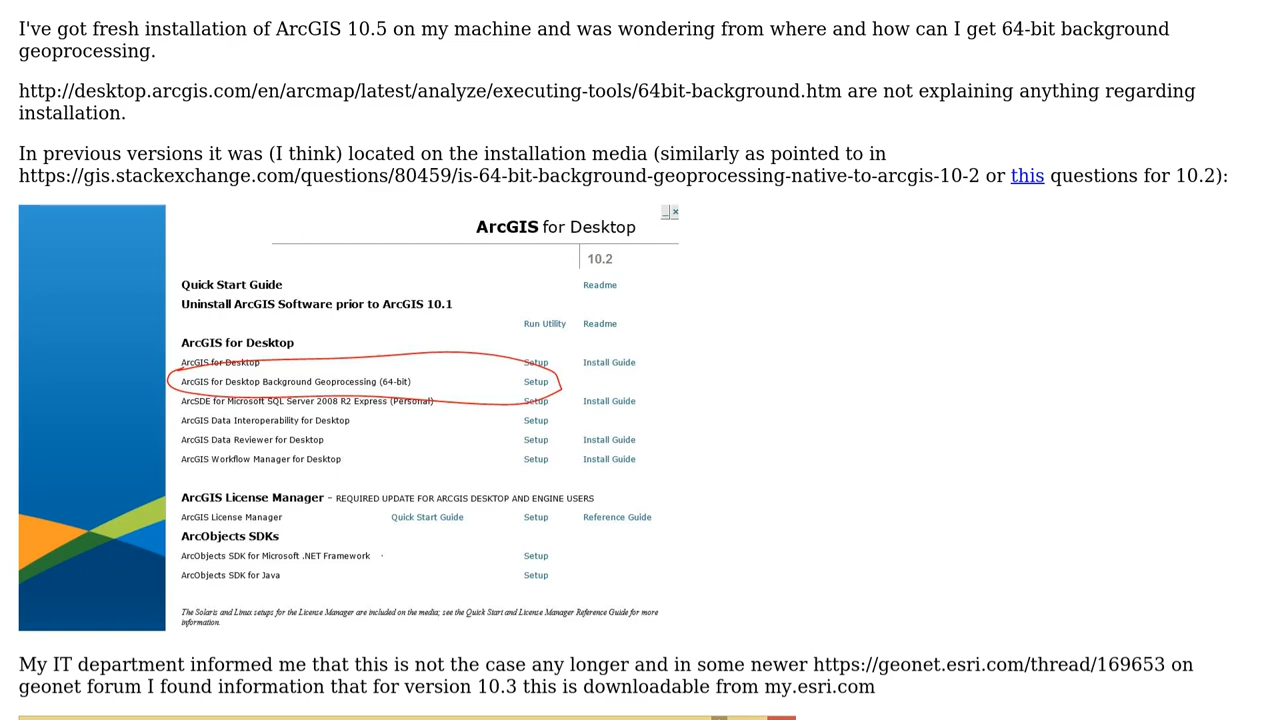 I've got fresh installation of ArcGIS 10.5 on my machine and was wondering from where and how can I get 64-bit background
geoprocessing.
http://desktop.arcgis.com/en/arcmap/latest/analyze/executing-tools/64bit-background.htm are not explaining anything regarding
installation.
In previous versions it was (I think) located on the installation media (similarly as pointed to in
https://gis.stackexchange.com/questions/80459/is-64-bit-background-geoprocessing-native-to-arcgis-10-2 or this questions for 10.2):
ArcGIS for Desktop
10.2
Quick Start Guide Readme
Uninstall ArcGIS Software prior to ArcGIS 10.1
Run Utility Readme
ArcGIS for Desktop
ArcGIS for Desktop Setup Install Guide
ArcGIS for Desktop Background Geoprocessing (64-bit) Setup
ArcSDE for Microsoft SQL Server 2008 R2 Express (Personal) Setup Install Guide
ArcGIS Data Interoperability for Desktop Setup
ArcGIS Data Reviewer for Desktop Setup Install Guide
ArcGIS Workflow Manager for Desktop Setup Install Guide
ArcGIS License Manager - REQUIRED UPDATE FOR ARCGIS DESKTOP AND ENGINE USERS
ArcGIS License Manager Quick Start Guide Setup Reference Guide
ArcObjects SDKs
ArcObjects SDK for Microsoft .NET Framework Setup
ArcObjects SDK for Java Setup
The Solaris and Linux setups for the License Manager are included on the media; see the Quick Start and License Manager Reference Guide for more
information.
My IT department informed me that this is not the case any longer and in some newer https://geonet.esri.com/thread/169653 on
geonet forum I found information that for version 10.3 this is downloadable from my.esri.com